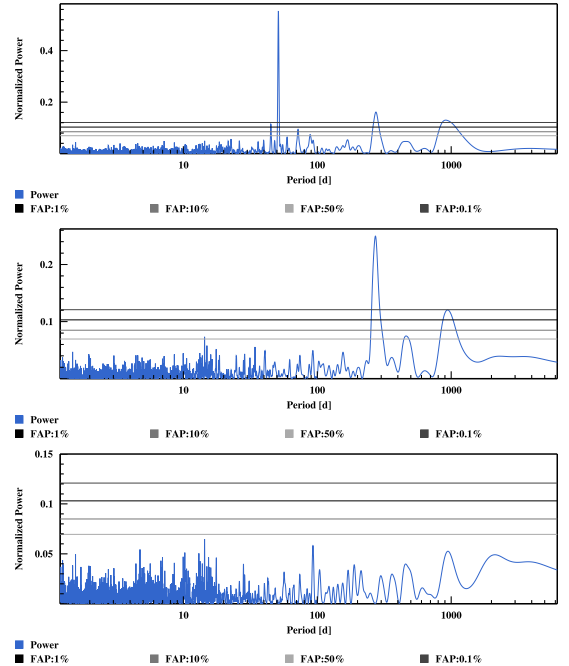 Normalized Power
0.4
0.2
10
100
1000
Period [d]
Power
FAP:1%
FAP:10%
FAP:50%
FAP:0.1%
Normalized Power
0.2
0.1
10
100
1000
Period [d]
Power
FAP:1%
FAP:10%
FAP:50%
FAP:0.1%
Normalized Power
0.15
0.1
0.05
10
100
1000
Period [d]
Power
FAP:1%
FAP:10%
FAP:50%
FAP:0.1%